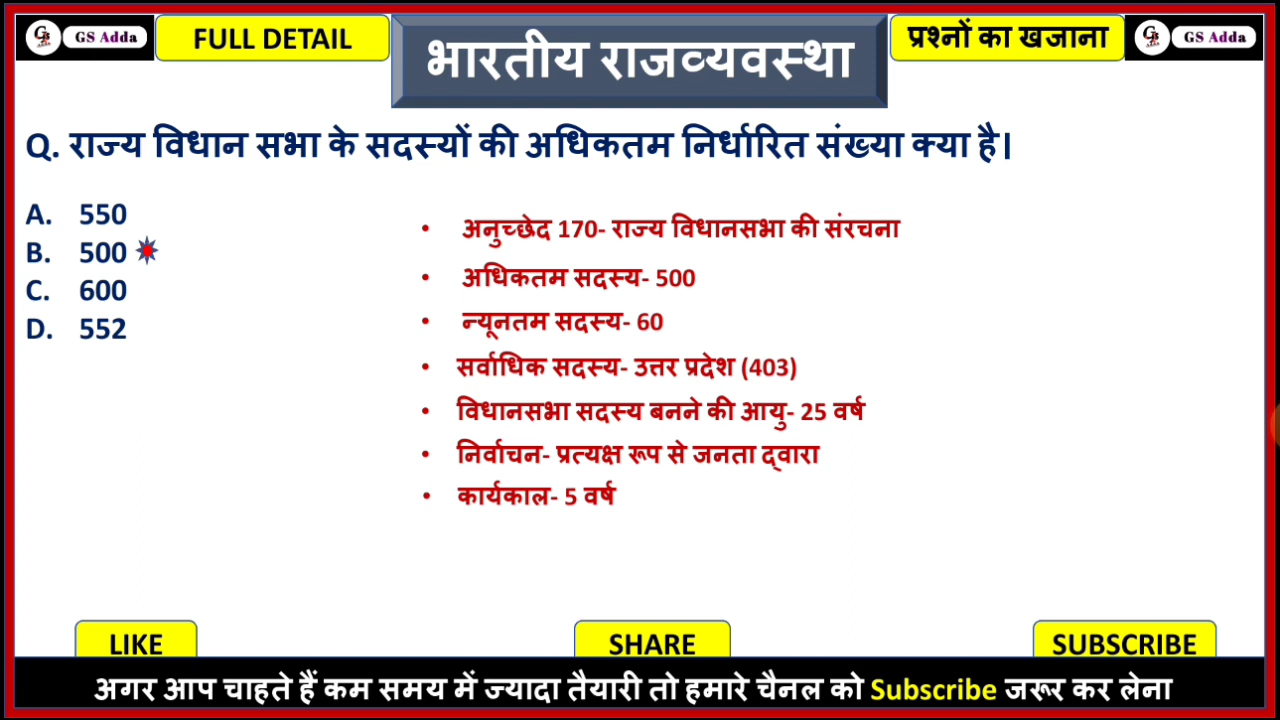 GS Adda
FULL DETAIL
भारतीय राजव्यवस्था
प्रश्नों का खजाना
GS Adda
Q. राज्य विधान सभा के सदस्यों की अधिकतम निर्धारित संख्या क्या है।
A. 550
B. 500
C. 600
D. 552
• अनुच्छेद 170- राज्य विधानसभा की संरचना
• अधिकतम सदस्य- 500
• न्यूनतम सदस्य- 60
• सर्वाधिक सदस्य- उत्तर प्रदेश (403)
• विधानसभा सदस्य बनने की आयु- 25 वर्ष
• निर्वाचन- प्रत्यक्ष रूप से जनता द्वारा
• कार्यकाल- 5 वर्ष
LIKE
SHARE
SUBSCRIBE
अगर आप चाहते हैं कम समय में ज्यादा तैयारी तो हमारे चैनल को Subscribe जरूर कर लेना